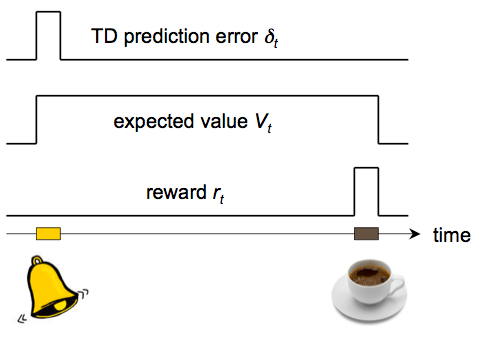 TD prediction error δt
expected value Vt
reward rt
time